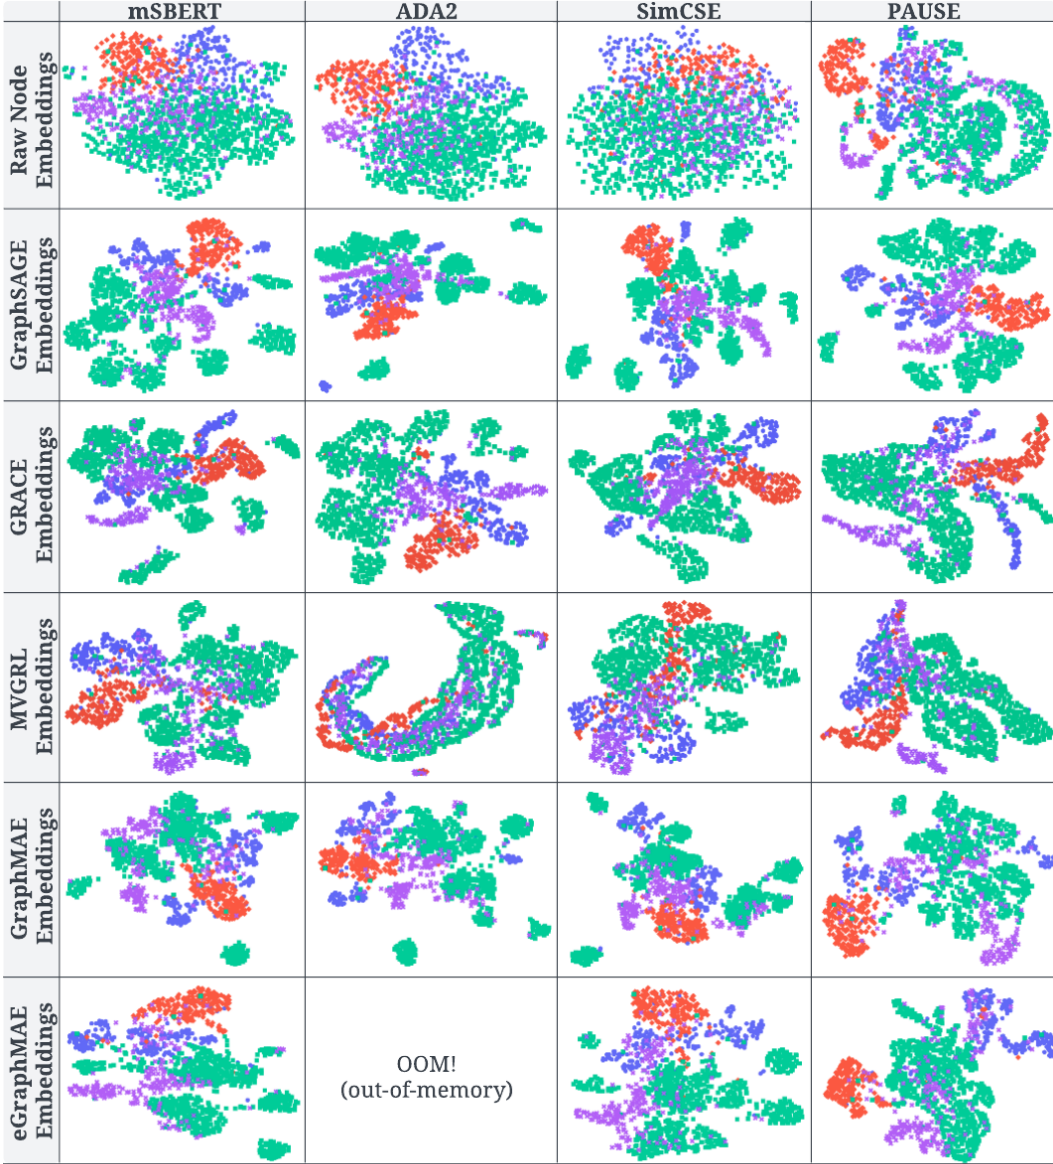 mSBERT ADA2 SimCSE PAUSE
Raw Node
Embeddings
GraphSAGE
Embeddings
GRACE
Embeddings
MVGRL
Embeddings
GraphMAE
Embeddings
eGraphMAE
Embeddings
OOM!
(out-of-memory)